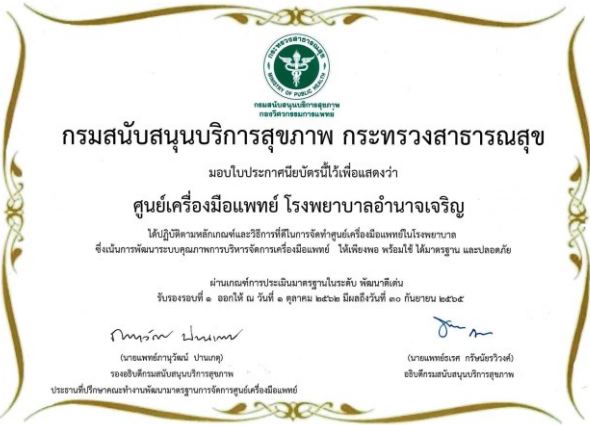 กระทรวงสาธารณสุข
MINISTRY OF PUBLIC HEALTH
กรมสนับสนุนบริการสุขภาพ
กองวิศวกรรมการแพทย์
กรมสนับสนุนบริการสุขภาพ กระทรวงสาธารณสุข
มอบใบประกาศนียบัตรนี้ไว้เพื่อแสดงว่า
ศูนย์เครื่องมือแพทย์ โรงพยาบาลอำนาจเจริญ
ได้ปฏิบัติตามหลักเกณฑ์และวิธีการที่ดีในการจัดทำศูนย์เครื่องมือแพทย์ในโรงพยาบาล
ซึ่งเน้นการพัฒนาระบบคุณภาพการบริหารจัดการเครื่องมือแพทย์ ให้เพียงพอ พร้อมใช้ ได้มาตรฐาน และปลอดภัย
ผ่านเกณฑ์การประเมินมาตรฐานในระดับ พัฒนาดีเด่น
รับรองรอบที่ ๑ ออกให้ ณ วันที่ ๑ ตุลาคม ๒๕๖๒ มีผลถึงวันที่ ๓๐ กันยายน ๒๕๖๕
(นายแพทย์ภานุวัฒน์ ปานเกตุ)
รองอธิบดีกรมสนับสนุนบริการสุขภาพ
ประธานที่ปรึกษาคณะทำงานพัฒนามาตรฐานการจัดการศูนย์เครื่องมือแพทย์
(นายแพทย์ธเรศ กรัษนัยรวิวงค์)
อธิบดีกรมสนับสนุนบริการสุขภาพ